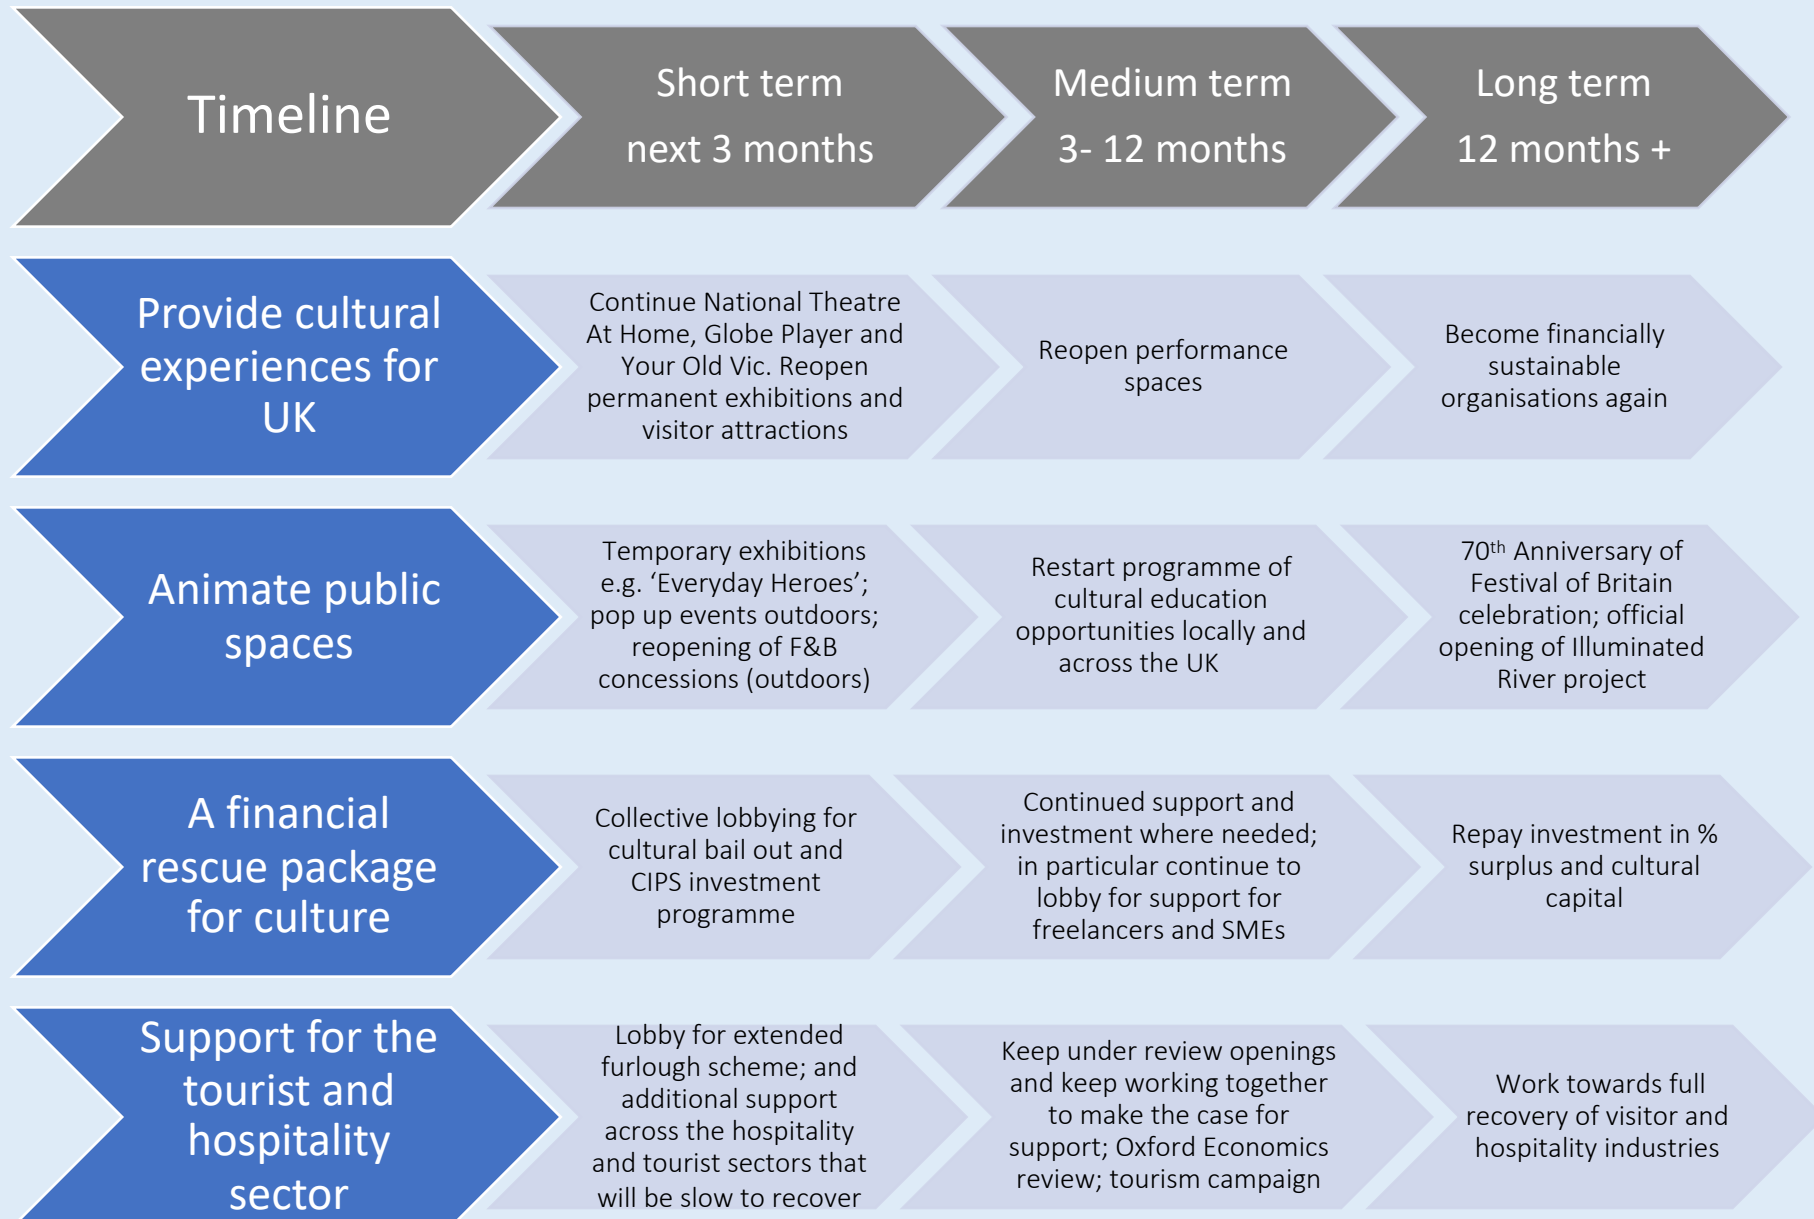 Timeline
Short term
next 3 months
Medium term
3- 12 months
Long term
12 months +
Provide cultural
experiences for
UK
Continue National Theatre
At Home, Globe Player and
Your Old Vic. Reopen
permanent exhibitions and
visitor attractions
Reopen performance
spaces
Become financially
sustainable
organisations again
Animate public
spaces
Temporary exhibitions
e.g. ‘Everyday Heroes’;
pop up events outdoors;
reopening of F&B
concessions (outdoors)
Restart programme of
cultural education
opportunities locally and
across the UK
70th Anniversary of
Festival of Britain
celebration; official
opening of Illuminated
River project
A financial
rescue package
for culture
Collective lobbying for
cultural bail out and
CIPS investment
programme
Continued support and
investment where needed;
in particular continue to
lobby for support for
freelancers and SMEs
Repay investment in %
surplus and cultural
capital
Support for the
tourist and
hospitality
sector
Lobby for extended
furlough scheme; and
additional support
across the hospitality
and tourist sectors that
will be slow to recover
Keep under review openings
and keep working together
to make the case for
support; Oxford Economics
review; tourism campaign
Work towards full
recovery of visitor and
hospitality industries